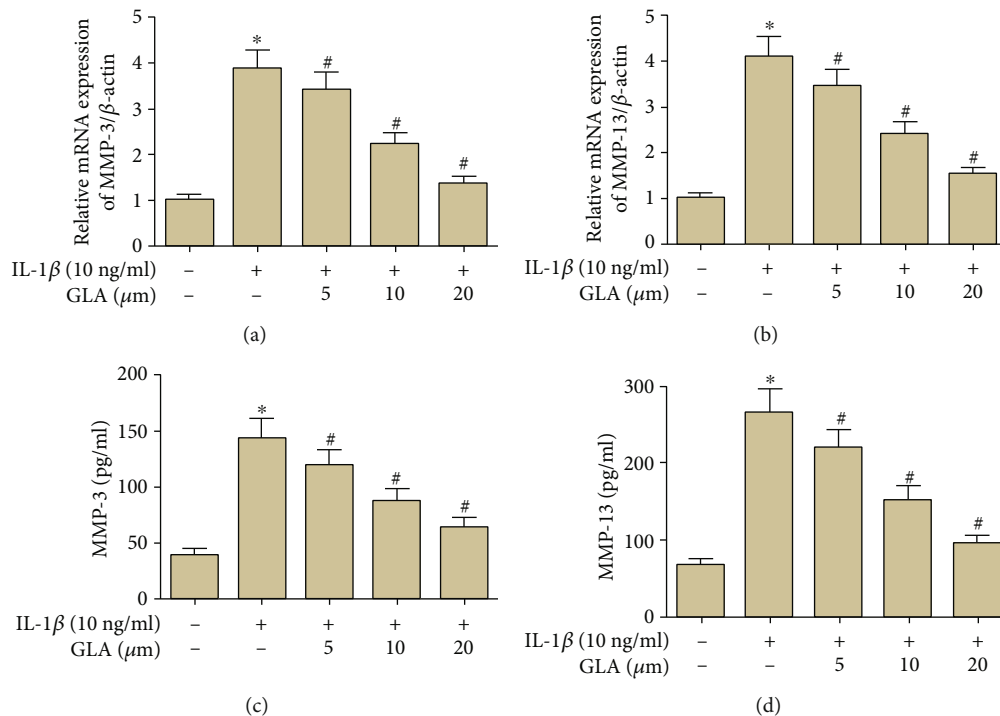 Relative mRNA expression
of MMP-3/β-actin
5
4
3
2
1
0
*
#
#
#
IL-1β (10 ng/ml) – + + + +
GLA (μm) – – 5 10 20
(a)
Relative mRNA expression
of MMP-13/β-actin
5
4
3
2
1
0
*
#
#
#
IL-1β (10 ng/ml) – + + + +
GLA (μm) – – 5 10 20
(b)
MMP-3 (pg/ml)
200
150
100
50
0
*
#
#
#
IL-1β (10 ng/ml) – + + + +
GLA (μm) – – 5 10 20
(c)
MMP-13 (pg/ml)
300
200
100
0
*
#
#
#
IL-1β (10 ng/ml) – + + + +
GLA (μm) – – 5 10 20
(d)